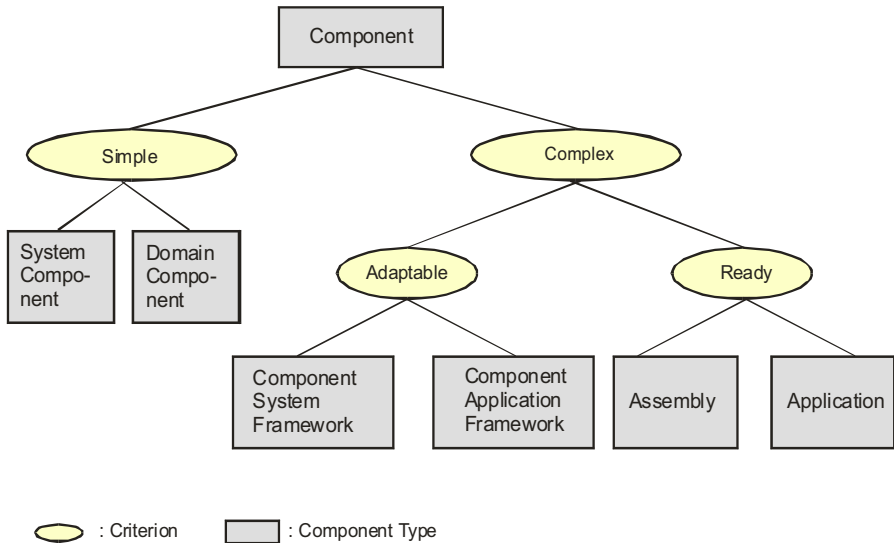 Component
Simple
Complex
System
Compo-
nent
Domain
Compo-
nent
Adaptable
Ready
Component
System
Framework
Component
Application
Framework
Assembly
Application
: Criterion
: Component Type